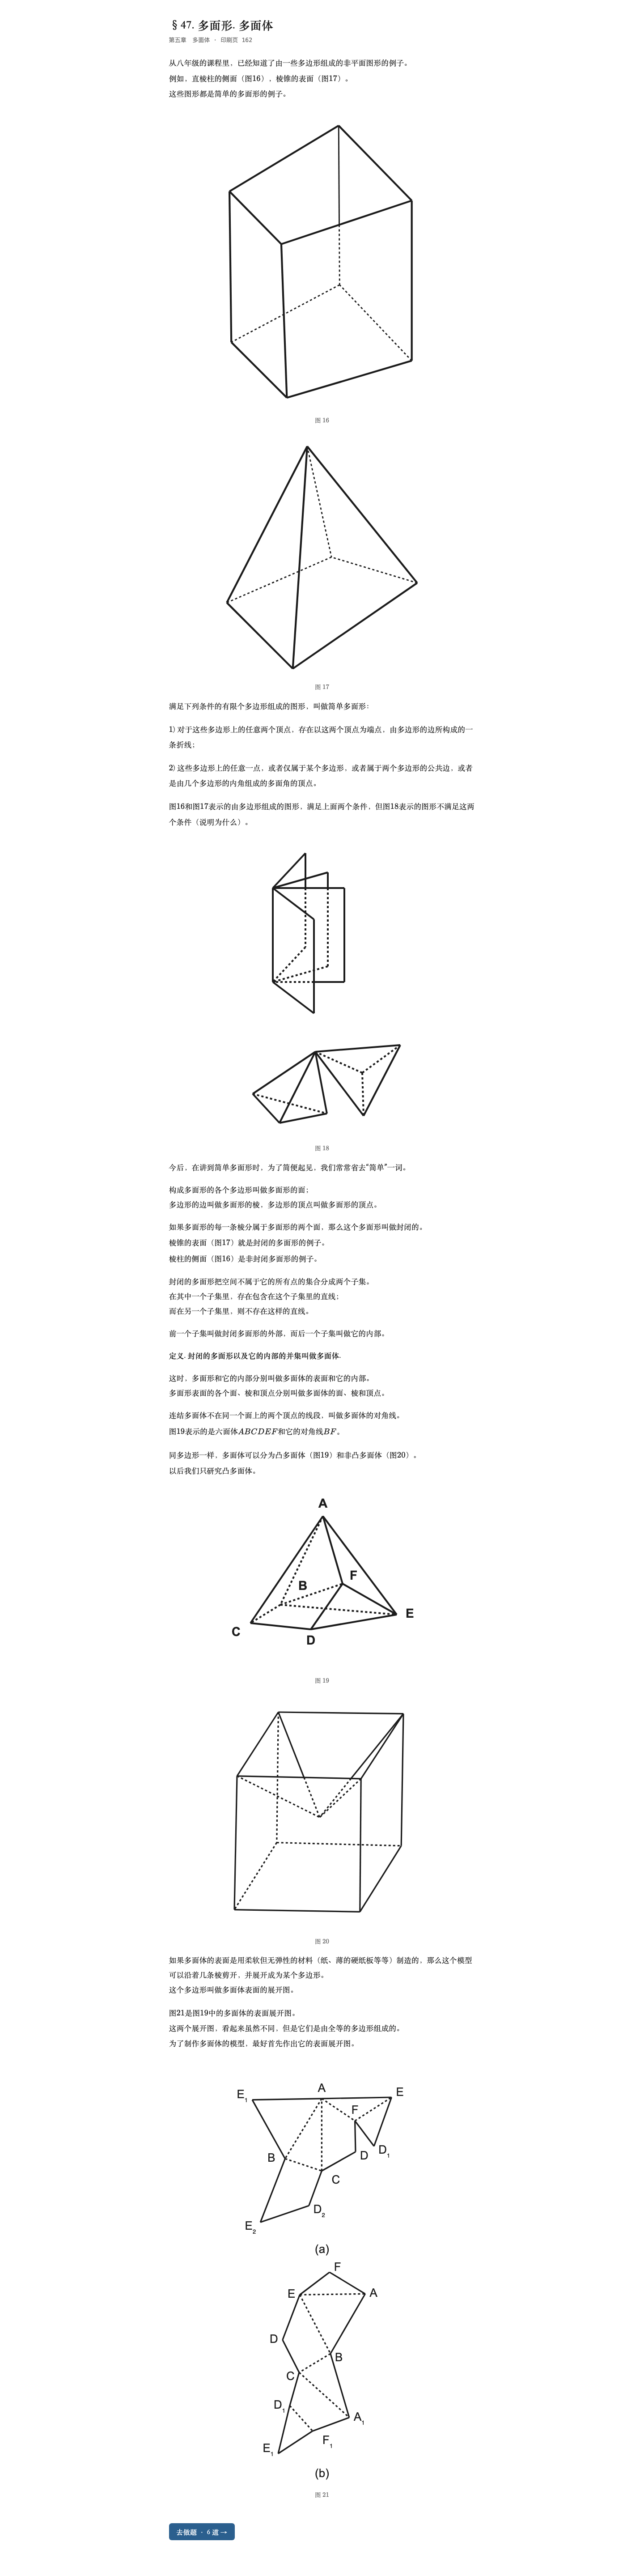 § 47. 多面形. 多面体
第五章 多面体 · 印刷页 162
从八年级的课程里，已经知道了由一些多边形组成的非平面图形的例子。
例如，直棱柱的侧面（图16），棱锥的表面（图17）。
这些图形都是简单的多面形的例子。
图 16
图 17
满足下列条件的有限个多边形组成的图形，叫做简单多面形：
1) 对于这些多边形上的任意两个顶点，存在以这两个顶点为端点，由多边形的边所构成的一
条折线；
2) 这些多边形上的任意一点，或者仅属于某个多边形，或者属于两个多边形的公共边，或者
是由几个多边形的内角组成的多面角的顶点。
图16和图17表示的由多边形组成的图形，满足上面两个条件，但图18表示的图形不满足这两
个条件（说明为什么）。
图 18
今后，在讲到简单多面形时，为了简便起见，我们常常省去“简单”一词。
构成多面形的各个多边形叫做多面形的面；
多边形的边叫做多面形的棱，多边形的顶点叫做多面形的顶点。
如果多面形的每一条棱分属于多面形的两个面，那么这个多面形叫做封闭的。
棱锥的表面（图17）就是封闭的多面形的例子。
棱柱的侧面（图16）是非封闭多面形的例子。
封闭的多面形把空间不属于它的所有点的集合分成两个子集。
在其中一个子集里，存在包含在这个子集里的直线；
而在另一个子集里，则不存在这样的直线。
前一个子集叫做封闭多面形的外部，而后一个子集叫做它的内部。
定义. 封闭的多面形以及它的内部的并集叫做多面体.
这时，多面形和它的内部分别叫做多面体的表面和它的内部。
多面形表面的各个面、棱和顶点分别叫做多面体的面、棱和顶点。
连结多面体不在同一个面上的两个顶点的线段，叫做多面体的对角线。
图19表示的是六面体ABCDEF和它的对角线BF。
同多边形一样，多面体可以分为凸多面体（图19）和非凸多面体（图20）。
以后我们只研究凸多面体。
A
B
F
E
C
D
图 19
图 20
如果多面体的表面是用柔软但无弹性的材料（纸、薄的硬纸板等等）制造的，那么这个模型
可以沿着几条棱剪开，并展开成为某个多边形。
这个多边形叫做多面体表面的展开图。
图21是图19中的多面体的表面展开图。
这两个展开图，看起来虽然不同，但是它们是由全等的多边形组成的。
为了制作多面体的模型，最好首先作出它的表面展开图。
E₁
A
E
F
B
D
D₁
C
D₂
E₂
(a)
F
E
A
D
B
C
D₁
A₁
F₁
E₁
(b)
图 21
去做题 · 6 道 →